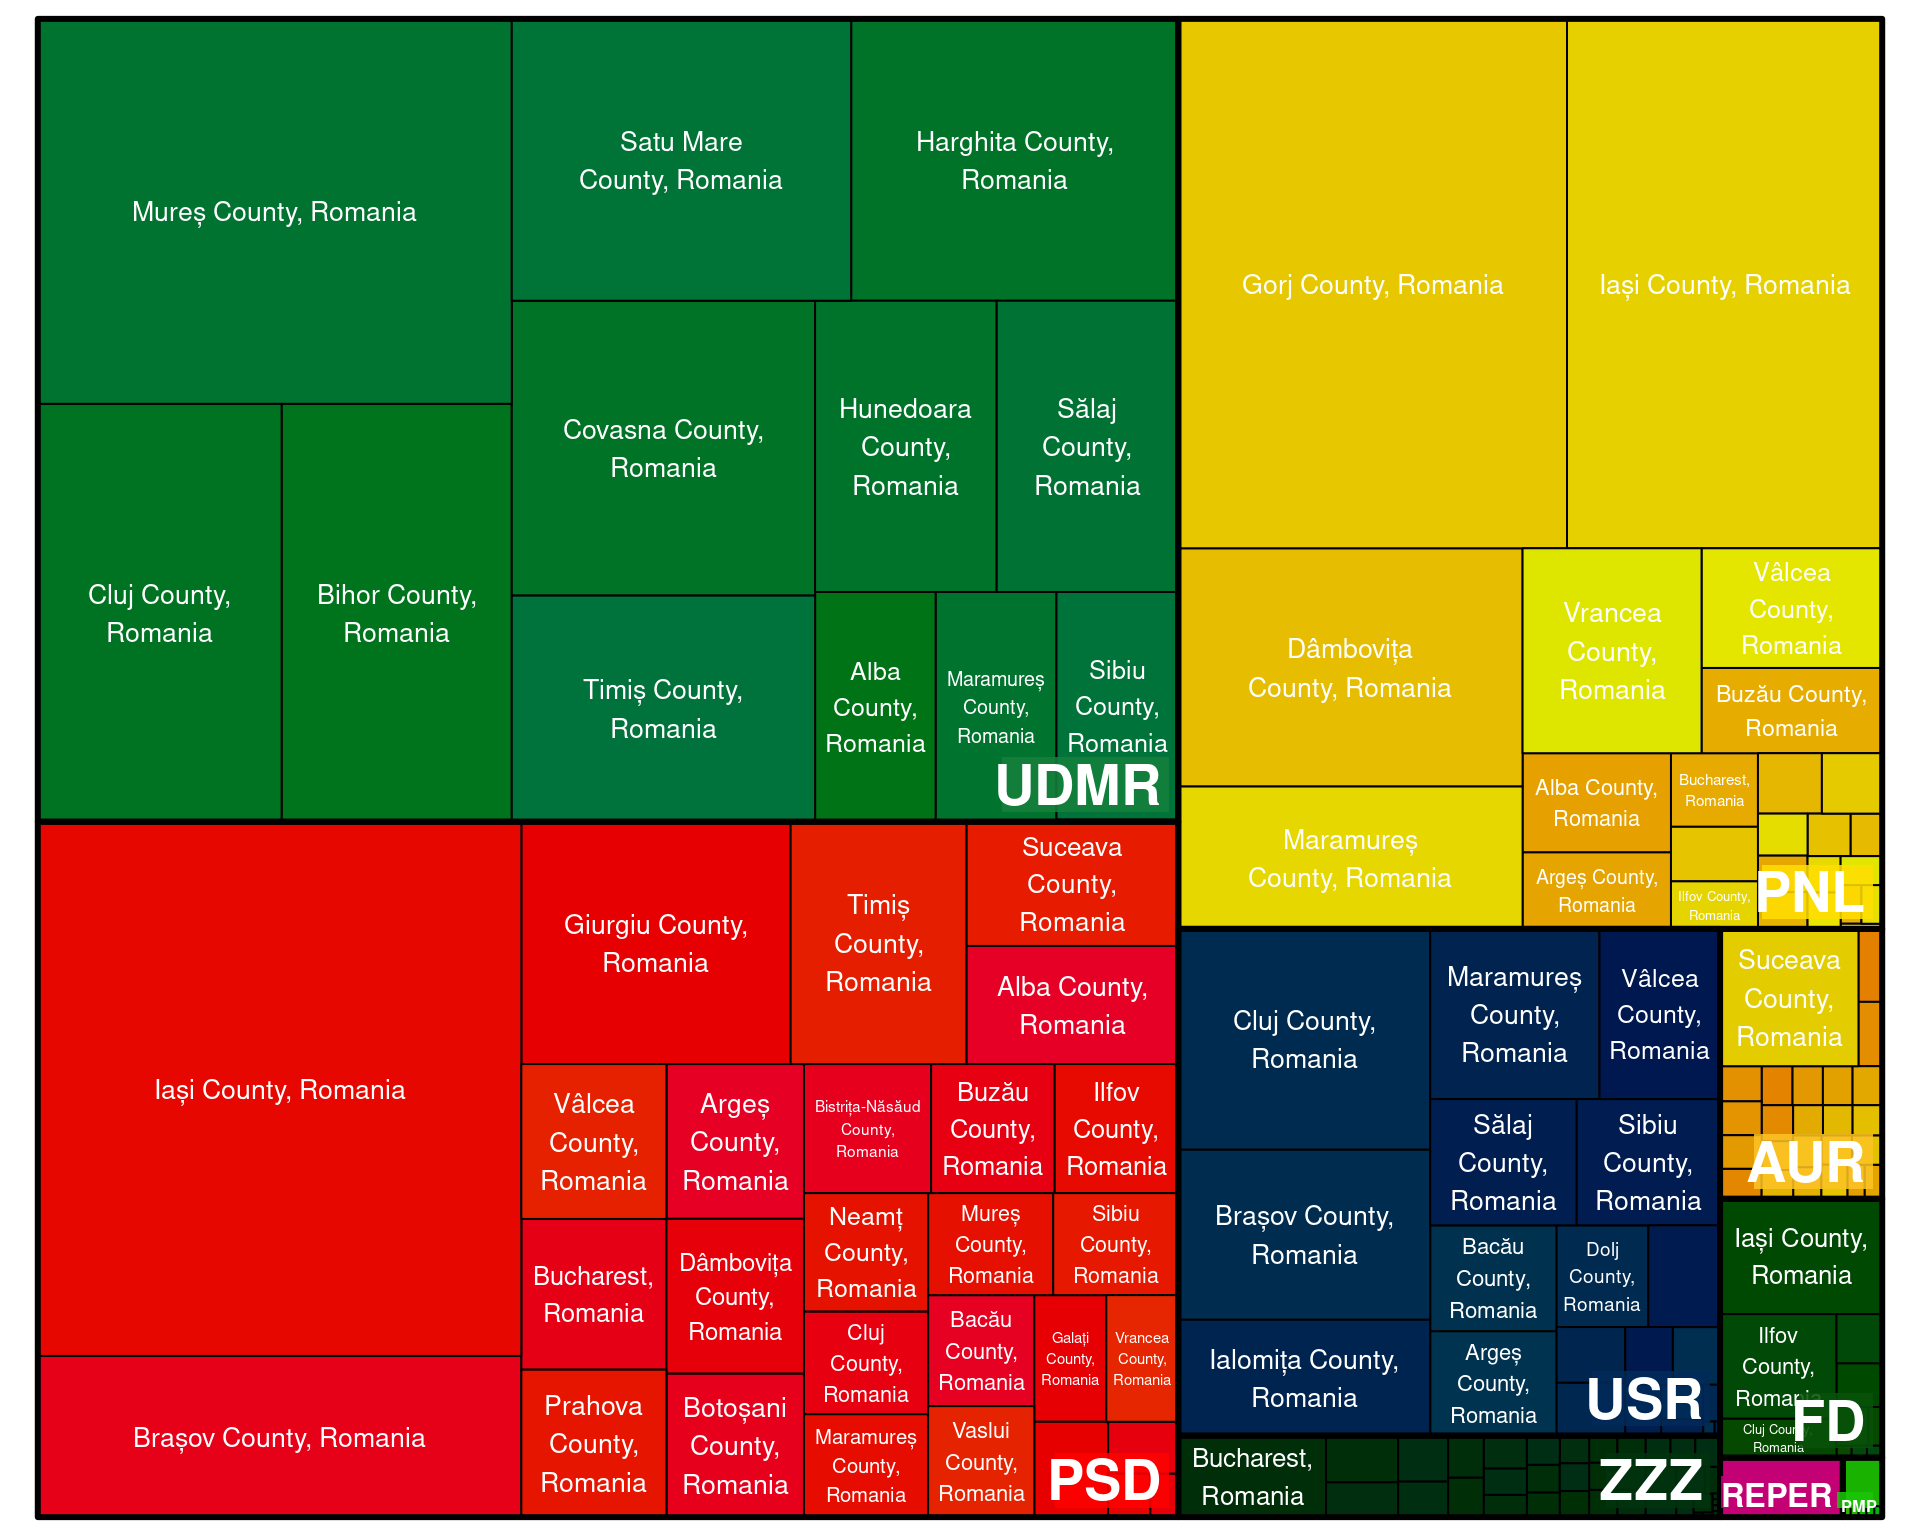 Mureș County, Romania
Satu Mare
County, Romania
Harghita County,
Romania
Cluj County,
Romania
Bihor County,
Romania
Covasna County,
Romania
Hunedoara
County,
Romania
Sălaj
County,
Romania
Timiș County,
Romania
Alba
County,
Romania
Maramureș
County,
Romania
Sibiu
County,
Romania
UDMR
Gorj County, Romania
Iași County, Romania
Dâmbovița
County, Romania
Maramureș
County, Romania
Vrancea
County,
Romania
Vâlcea
County,
Romania
Buzău County,
Romania
Alba County,
Romania
Argeș County,
Romania
Bucharest,
Romania
Ilfov County,
Romania
PNL
Iași County, Romania
Brașov County, Romania
Giurgiu County,
Romania
Timiș
County,
Romania
Suceava
County,
Romania
Alba County,
Romania
Vâlcea
County,
Romania
Argeș
County,
Romania
Bistrița-Năsăud
County,
Romania
Buzău
County,
Romania
Ilfov
County,
Romania
Bucharest,
Romania
Dâmbovița
County,
Romania
Neamț
County,
Romania
Mureș
County,
Romania
Sibiu
County,
Romania
Prahova
County,
Romania
Botoșani
County,
Romania
Cluj
County,
Romania
Maramureș
County,
Romania
Bacău
County,
Romania
Galați
County,
Romania
Vrancea
County,
Romania
Vaslui
County,
Romania
PSD
Cluj County,
Romania
Brașov County,
Romania
Ialomița County,
Romania
Maramureș
County,
Romania
Vâlcea
County,
Romania
Sălaj
County,
Romania
Sibiu
County,
Romania
Bacău
County,
Romania
Dolj
County,
Romania
Argeș
County,
Romania
USR
Suceava
County,
Romania
AUR
Iași County,
Romania
Ilfov
County,
Romania
Cluj County,
Romania
FD
Bucharest,
Romania
ZZZ
REPER
PMP